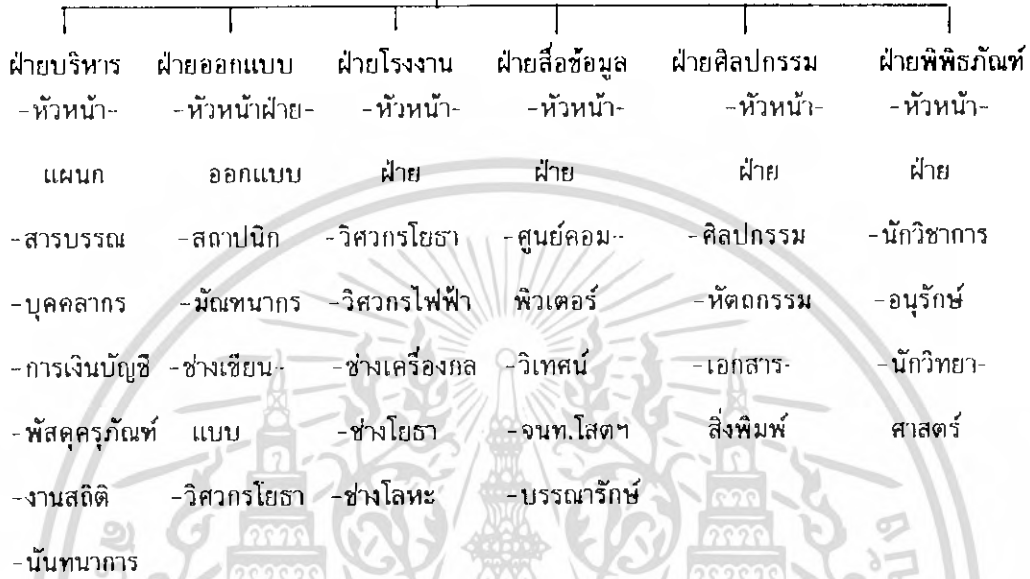 ฝ่ายบริหาร ฝ่ายออกแบบ ฝ่ายโรงงาน ฝ่ายสื่อข้อมูล ฝ่ายศิลปกรรม ฝ่ายพิพิธภัณฑ์
-หัวหน้า- -หัวหน้าฝ่าย- -หัวหน้า- -หัวหน้า- -หัวหน้า- -หัวหน้า-
แผนก ออกแบบ ฝ่าย ฝ่าย ฝ่าย ฝ่าย
-สารบรรณ -สถาปนิก -วิศวกรโยธา -ศูนย์คอม- -ศิลปกรรม -นักวิชาการ
-บุคคลากร -มัณฑนากร -วิศวกรไฟฟ้า พิวเตอร์ -หัตถกรรม -อนุรักษ์
-การเงินบัญชี -ช่างเขียน- -ช่างเครื่องกล -วิเทศน์ -เอกสาร- -นักวิทยา-
-พัสดุครุภัณฑ์ แบบ -ช่างโยธา -จนท.โสตฯ สิ่งพิมพ์ ศาสตร์
-งานสถิติ -วิศวกรโยธา -ช่างโลหะ -บรรณารักษ์
-นันทนาการ